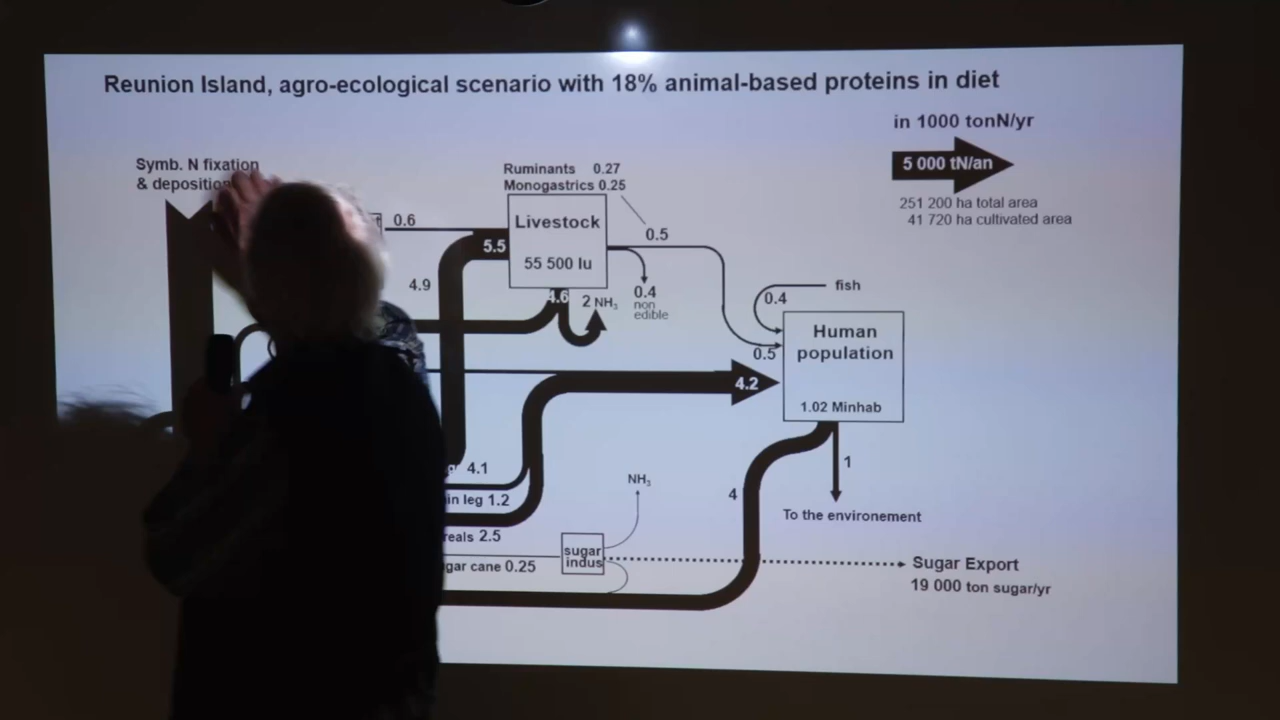 Reunion Island, agro-ecological scenario with 18% animal-based proteins in diet
in 1000 tonN/yr
5 000 tN/an
251 200 ha total area
41 720 ha cultivated area
Symb. N fixation
& deposition
Ruminants 0.27
Monogastrics 0.25
0.6
5.5
Livestock
55 500 lu
0.5
4.9
4.6
2 NH3
0.4
non
edible
fish
0.4
0.5
Human
population
1.02 Minhab
4.2
4.1
in leg 1.2
2.5
cane 0.25
NH3
sugar
indus
4
1
To the environement
Sugar Export
19 000 ton sugar/yr